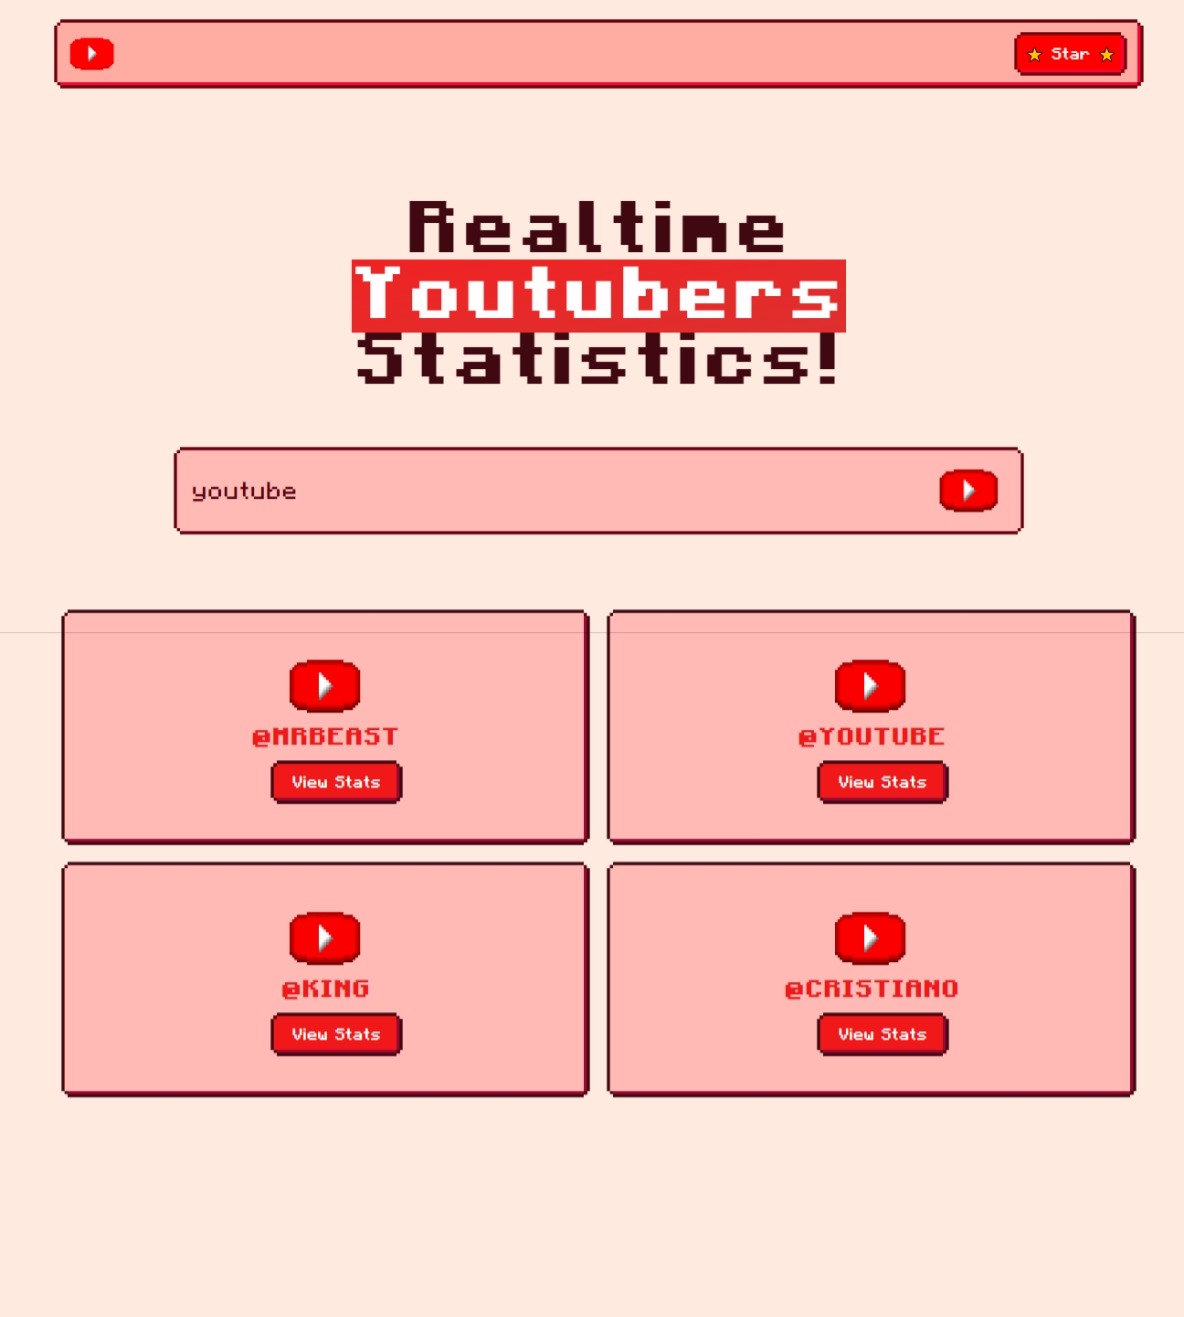 ★ Star ★
Realtime
Youtubers
Statistics!
youtube
@MRBEAST
View Stats
@YOUTUBE
View Stats
@KING
View Stats
@CRISTIANO
View Stats